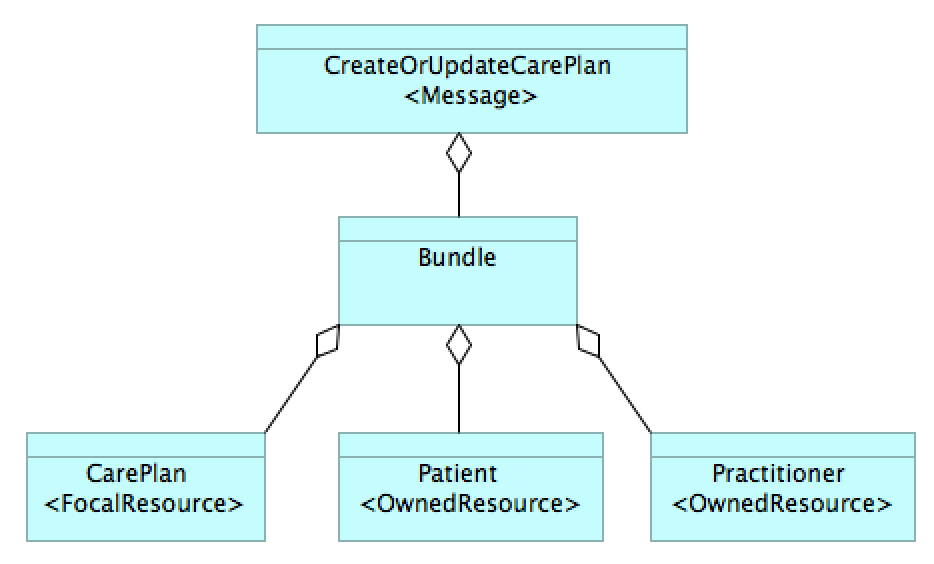 CreateOrUpdateCarePlan
<Message>
Bundle
CarePlan
<FocalResource>
Patient
<OwnedResource>
Practitioner
<OwnedResource>